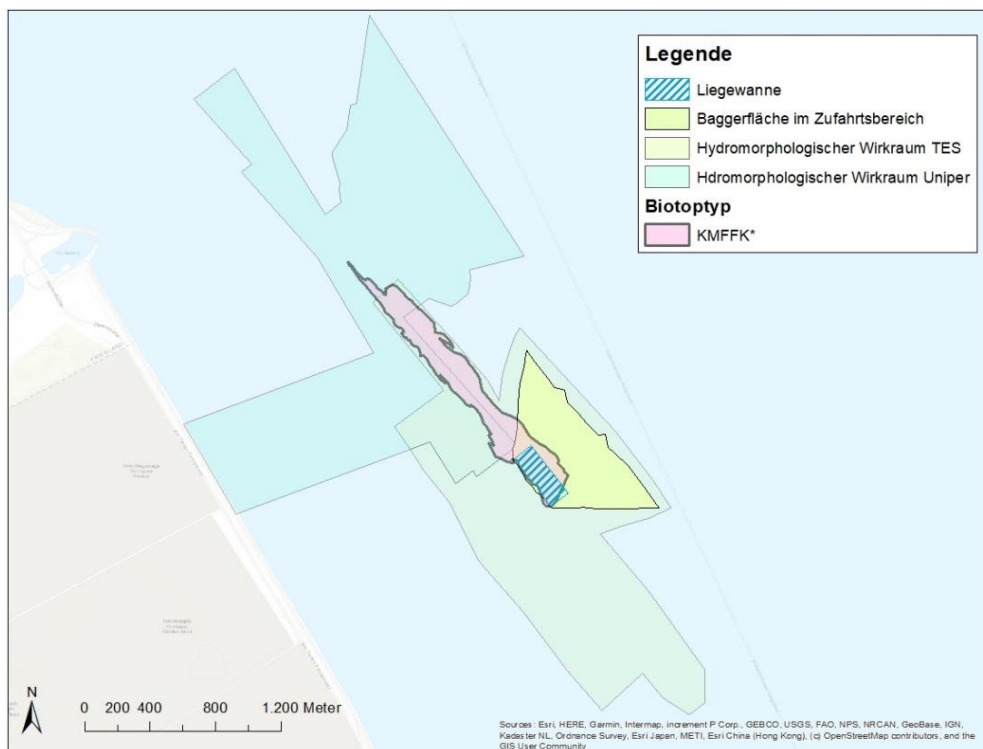 Legende
Liegewanne
Baggerfläche im Zufahrtsbereich
Hydromorphologischer Wirkraum TES
Hdromorphologischer Wirkraum Uniper
Biotoptyp
KMFFK*
N
0 200 400 800 1.200 Meter
Sources: Esri, HERE, Garmin, Intermap, increment P Corp., GEBCO, USGS, FAO, NPS, NRCAN, GeoBase, IGN,
Kadaster NL, Ordnance Survey, Esri Japan, METI, Esri China (Hong Kong), (c) OpenStreetMap contributors, and the
GIS User Community